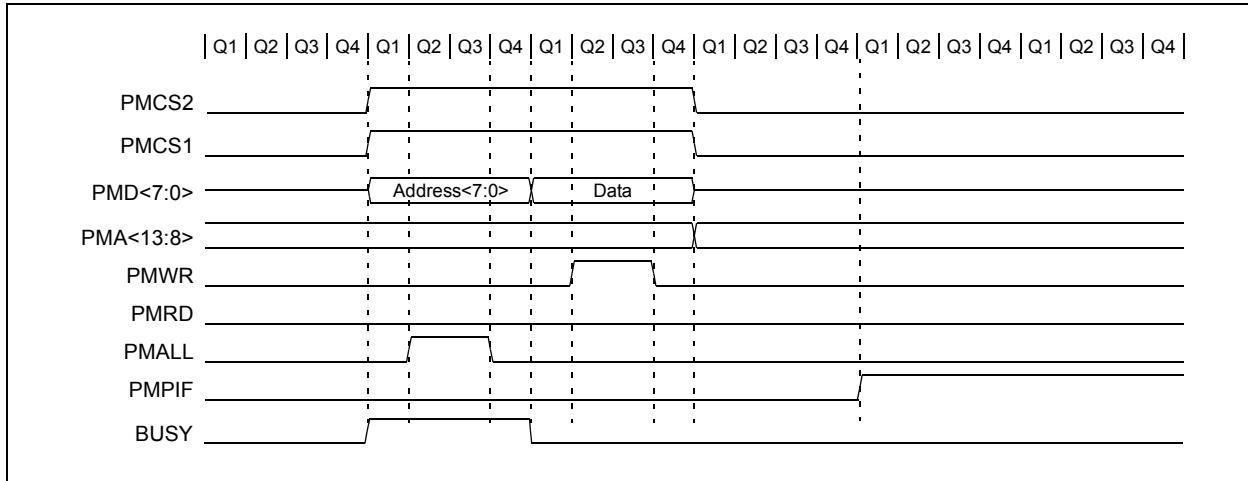 Q1 Q2 Q3 Q4 Q1 Q2 Q3 Q4 Q1 Q2 Q3 Q4 Q1 Q2 Q3 Q4 Q1 Q2 Q3 Q4 Q1 Q2 Q3 Q4
PMCS2
PMCS1
PMD<7:0> Address<7:0> Data
PMA<13:8>
PMWR
PMRD
PMALL
PMPIF
BUSY